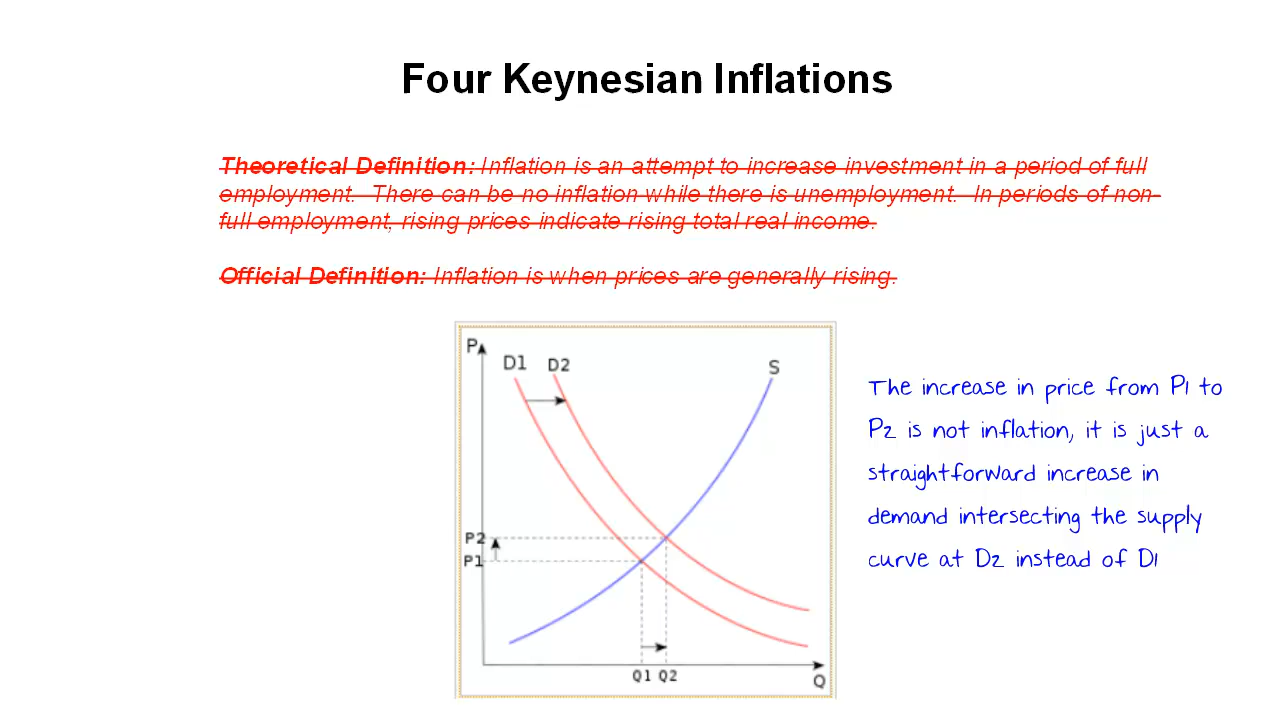 Four Keynesian Inflations
Theoretical Definition: Inflation is an attempt to increase investment in a period of full
employment.  There can be no inflation while there is unemployment.  In periods of non-
full employment, rising prices indicate rising total real income.
Official Definition: Inflation is when prices are generally rising.
P
D1 D2
S
P2
P1
Q1 Q2
Q
The increase in price from P1 to
P2 is not inflation, it is just a
straightforward increase in
demand intersecting the supply
curve at D2 instead of D1